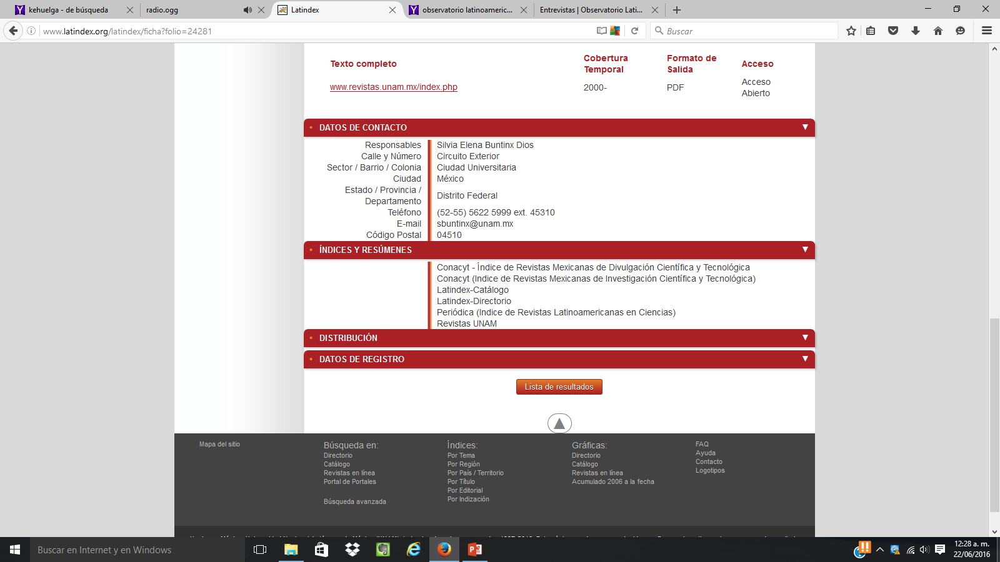 kehuelga - de búsqueda
radio.ogg
Latindex
observatorio latinoameric...
Entrevistas | Observatorio Lati...
www.latindex.org/latindex/ficha?folio=24281
Buscar
Texto completo
Cobertura Temporal
Formato de Salida
Acceso
www.revistas.unam.mx/index.php
2000-
PDF
Acceso Abierto
DATOS DE CONTACTO
Responsables Silvia Elena Buntinx Dios
Calle y Número Circuito Exterior
Sector / Barrio / Colonia Ciudad Universitaria
Ciudad México
Estado / Provincia / Departamento Distrito Federal
Teléfono (52-55) 5622 5999 ext. 45310
E-mail sbuntinx@unam.mx
Código Postal 04510
ÍNDICES Y RESÚMENES
Conacyt - Índice de Revistas Mexicanas de Divulgación Científica y Tecnológica
Conacyt (Indice de Revistas Mexicanas de Investigación Científica y Tecnológica)
Latindex-Catálogo
Latindex-Directorio
Periódica (Indice de Revistas Latinoamericanas en Ciencias)
Revistas UNAM
DISTRIBUCIÓN
DATOS DE REGISTRO
Lista de resultados
Mapa del sitio
Búsqueda en:
Directorio
Catálogo
Revistas en línea
Portal de Portales
Búsqueda avanzada
Índices:
Por Tema
Por Región
Por País / Territorio
Por Título
Por Editorial
Por Indización
Gráficas:
Directorio
Catálogo
Revistas en línea
Acumulado 2006 a la fecha
FAQ
Ayuda
Contacto
Logotipos
Buscar en Internet y en Windows
12:28 a. m.
22/06/2016